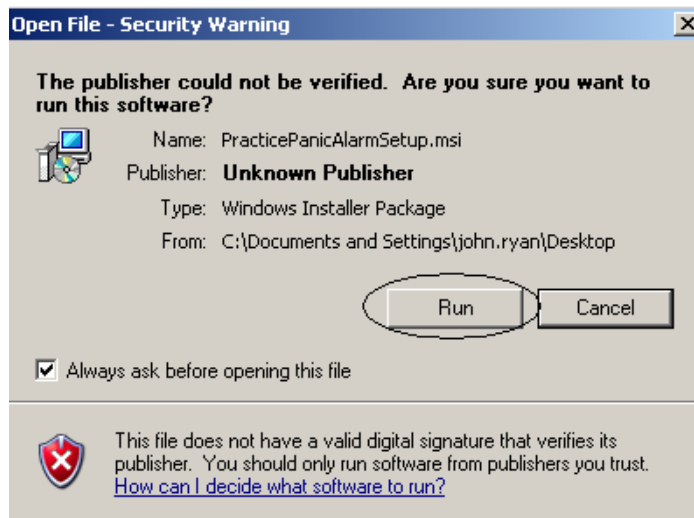 Open File - Security Warning
The publisher could not be verified. Are you sure you want to
run this software?
Name: PracticePanicAlarmSetup.msi
Publisher: Unknown Publisher
Type: Windows Installer Package
From: C:\Documents and Settings\john.ryan\Desktop
Run Cancel
Always ask before opening this file
This file does not have a valid digital signature that verifies its
publisher. You should only run software from publishers you trust.
How can I decide what software to run?